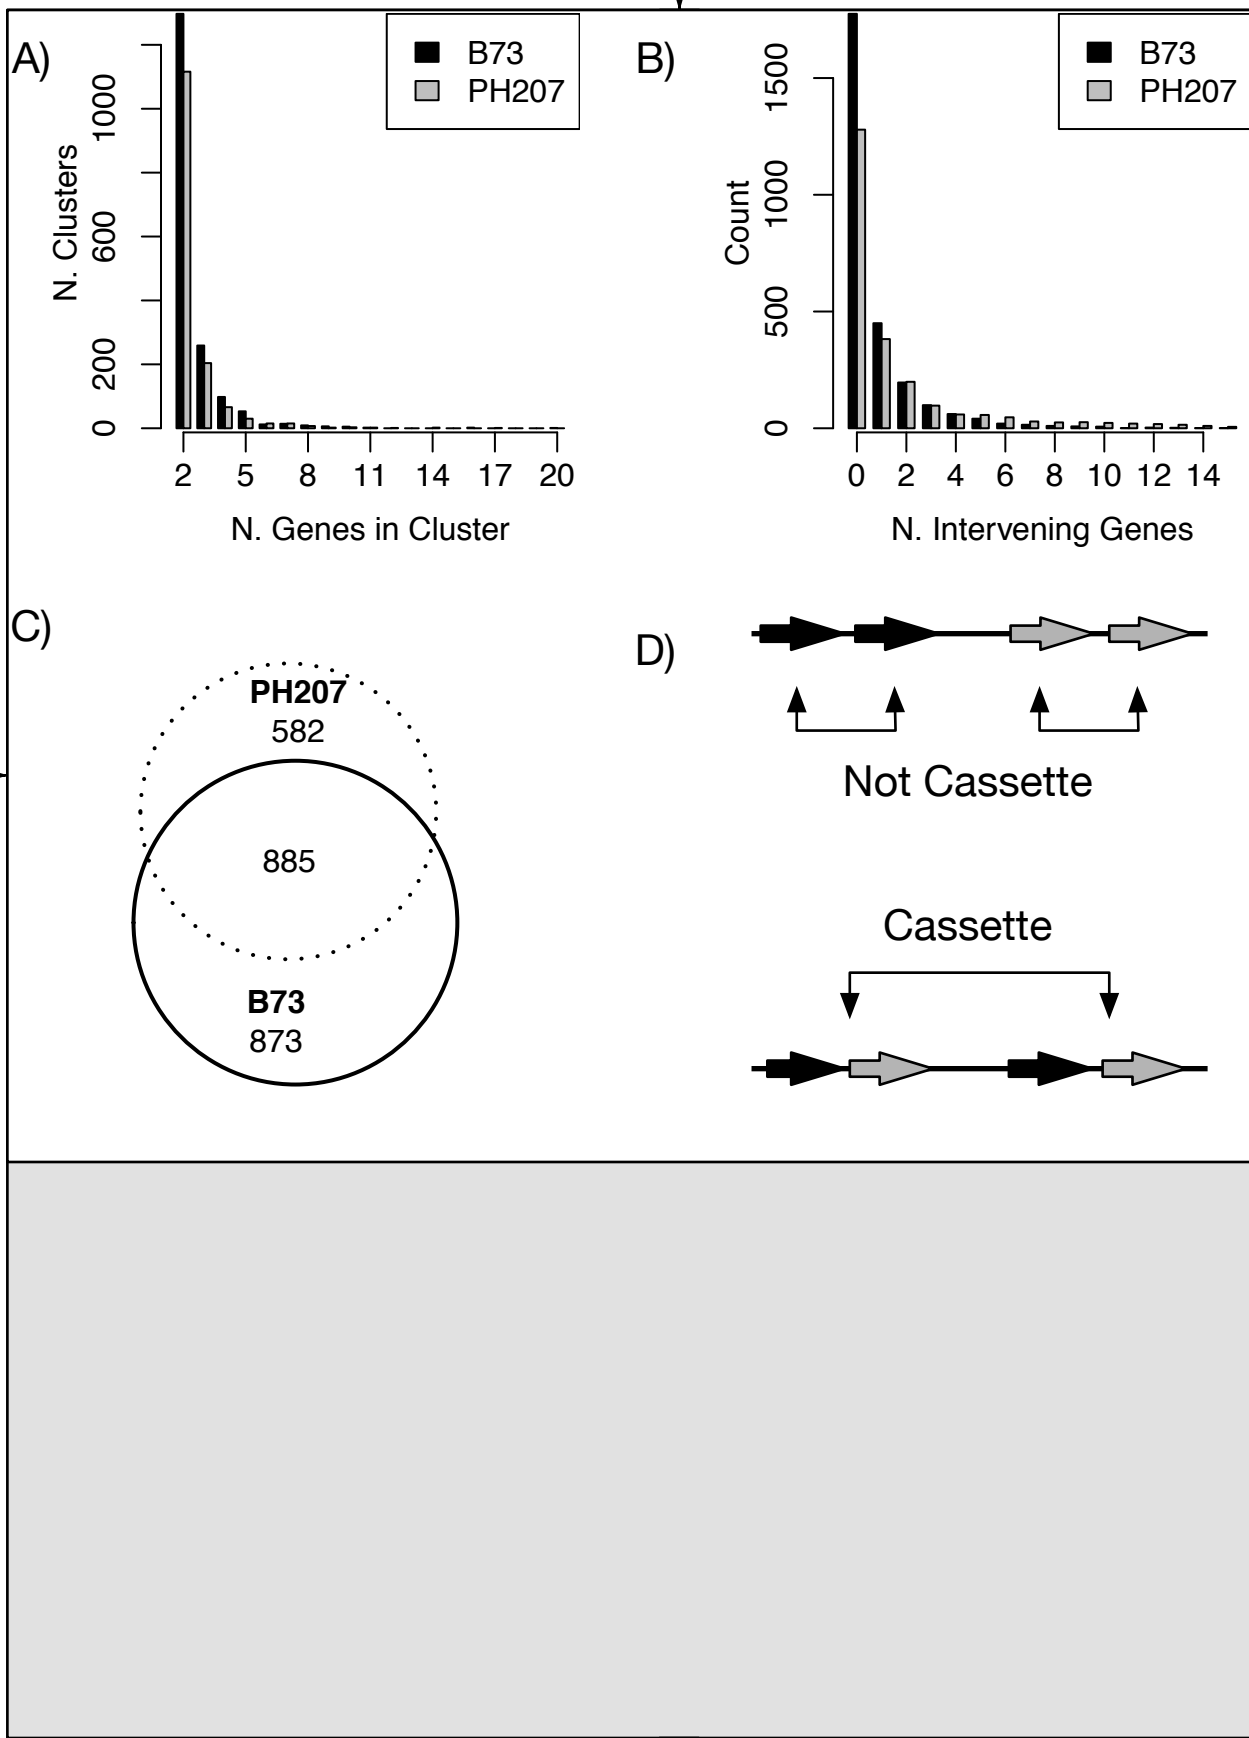 A)
B73
PH207
N. Clusters
0
200
600
1000
2
5
8
11
14
17
20
N. Genes in Cluster
B)
B73
PH207
Count
0
500
1000
1500
0
2
4
6
8
10
12
14
N. Intervening Genes
C)
PH207
582
885
B73
873
D)
Not Cassette
Cassette